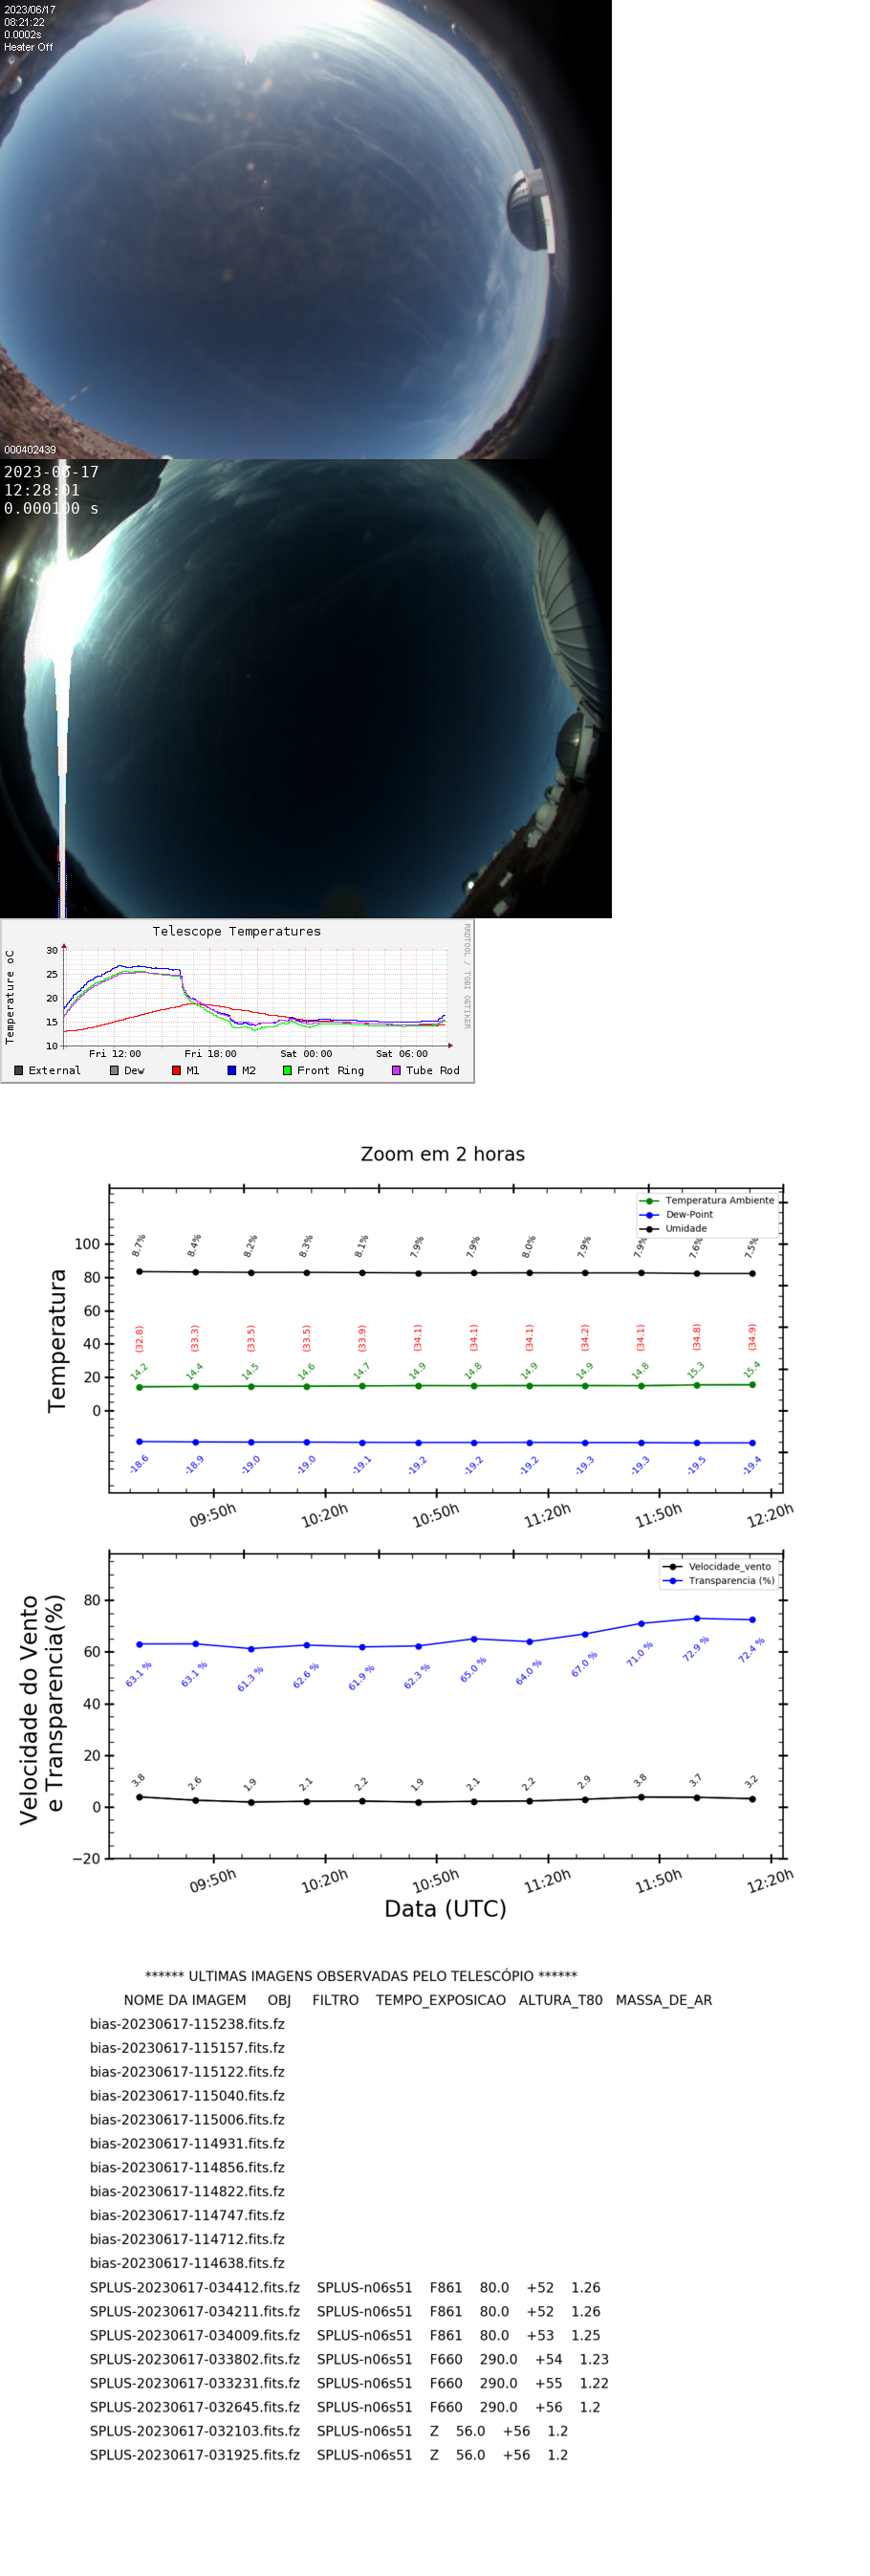 2023/06/17
08:21:22
0.0002s
Heater Off
000402439
2023-06-17
12:28:01
0.000100 s
Telescope Temperatures
RRDTOOL / TOBI OETIKER
Temperature oC
30
25
20
15
10
Fri 12:00 Fri 18:00 Sat 00:00 Sat 06:00
External Dew M1 M2 Front Ring Tube Rod
Zoom em 2 horas
Temperatura Ambiente
Dew-Point
Umidade
Temperatura
100
80
60
40
20
0
8.7% 8.4% 8.2% 8.3% 8.1% 7.9% 7.9% 8.0% 7.9% 7.9% 7.6% 7.5%
(32.8) (33.3) (33.5) (33.5) (33.9) (34.1) (34.1) (34.1) (34.2) (34.1) (34.8) (34.9)
14.2 14.4 14.5 14.6 14.7 14.9 14.8 14.9 14.9 14.8 15.3 15.4
-18.6 -18.9 -19.0 -19.0 -19.1 -19.2 -19.2 -19.2 -19.3 -19.3 -19.5 -19.4
09:50h 10:20h 10:50h 11:20h 11:50h 12:20h
Velocidade_vento
Transparencia (%)
Velocidade do Vento
e Transparencia(%)
80
60
40
20
0
−20
63.1 % 63.1 % 61.3 % 62.6 % 61.9 % 62.3 % 65.0 % 64.0 % 67.0 % 71.0 % 72.9 % 72.4 %
3.8 2.6 1.9 2.1 2.2 1.9 2.1 2.2 2.9 3.8 3.7 3.2
09:50h 10:20h 10:50h 11:20h 11:50h 12:20h
Data (UTC)
****** ULTIMAS IMAGENS OBSERVADAS PELO TELESCÓPIO ******
NOME DA IMAGEM OBJ FILTRO TEMPO_EXPOSICAO ALTURA_T80 MASSA_DE_AR
bias-20230617-115238.fits.fz
bias-20230617-115157.fits.fz
bias-20230617-115122.fits.fz
bias-20230617-115040.fits.fz
bias-20230617-115006.fits.fz
bias-20230617-114931.fits.fz
bias-20230617-114856.fits.fz
bias-20230617-114822.fits.fz
bias-20230617-114747.fits.fz
bias-20230617-114712.fits.fz
bias-20230617-114638.fits.fz
SPLUS-20230617-034412.fits.fz SPLUS-n06s51 F861 80.0 +52 1.26
SPLUS-20230617-034211.fits.fz SPLUS-n06s51 F861 80.0 +52 1.26
SPLUS-20230617-034009.fits.fz SPLUS-n06s51 F861 80.0 +53 1.25
SPLUS-20230617-033802.fits.fz SPLUS-n06s51 F660 290.0 +54 1.23
SPLUS-20230617-033231.fits.fz SPLUS-n06s51 F660 290.0 +55 1.22
SPLUS-20230617-032645.fits.fz SPLUS-n06s51 F660 290.0 +56 1.2
SPLUS-20230617-032103.fits.fz SPLUS-n06s51 Z 56.0 +56 1.2
SPLUS-20230617-031925.fits.fz SPLUS-n06s51 Z 56.0 +56 1.2